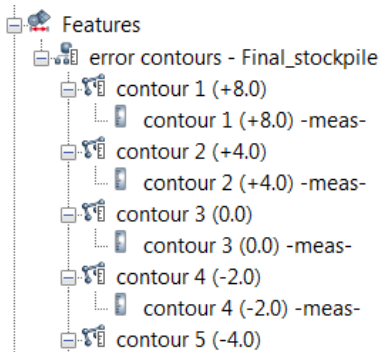 Features
error contours - Final_stockpile
contour 1 (+8.0)
contour 1 (+8.0) -meas-
contour 2 (+4.0)
contour 2 (+4.0) -meas-
contour 3 (0.0)
contour 3 (0.0) -meas-
contour 4 (-2.0)
contour 4 (-2.0) -meas-
contour 5 (-4.0)